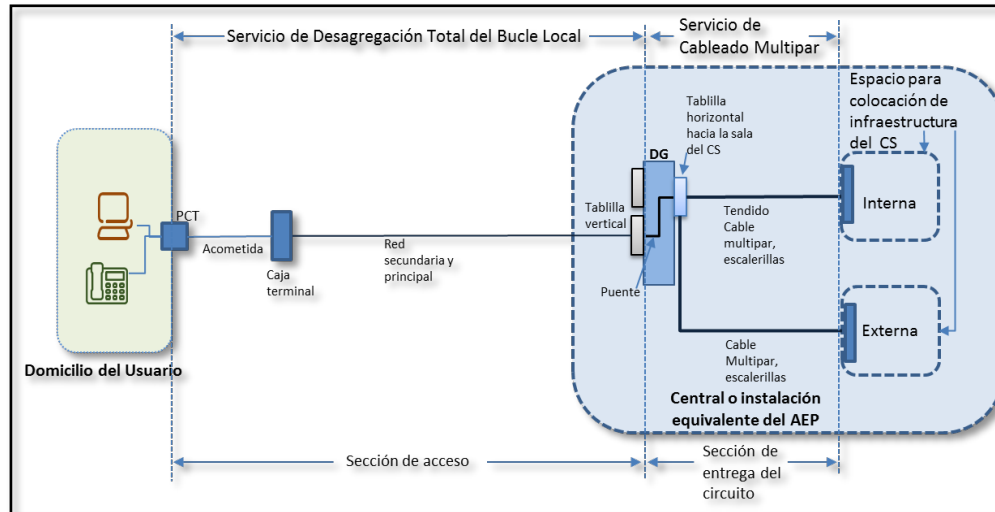 Servicio de Desagregación Total del Bucle Local
Servicio de
Cableado Multipar
Espacio para
colocación de
infraestructura
del CS
Tablilla
horizontal
hacia la sala
del CS
DG
PCT
Acometida
Caja
terminal
Red
secundaria y
principal
Tablilla
vertical
Puente
Tendido
Cable
multipar,
escalerillas
Interna
Externa
Cable
Multipar,
escalerillas
Domicilio del Usuario
Central o instalación
equivalente del AEP
Sección de acceso
Sección de
entrega del
circuito